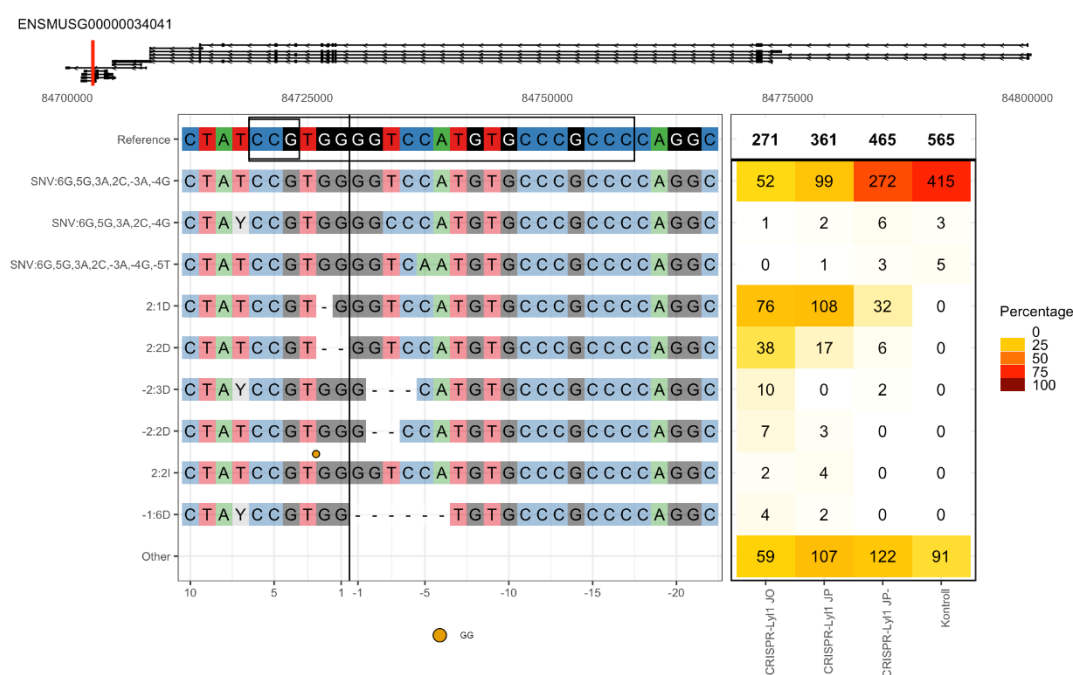 ENSMUSG00000034041
84700000 84725000 84750000 84775000 84800000
Reference C T A T C C G T G G G G T C C A T G T G C C C G C C C C A G G C 271 361 465 565
SNV:6G,5G,3A,2C,-3A,-4G C T A T C C G T G G G G T C C A T G T G C C C G C C C C A G G C 52 99 272 415
SNV:6G,5G,3A,2C,-4G C T A Y C C G T G G G G C C C A T G T G C C C G C C C C A G G C 1 2 6 3
SNV:6G,5G,3A,2C,-3A,-4G,-5T C T A T C C G T G G G G T C A A T G T G C C C G C C C C A G G C 0 1 3 5
2:1D C T A T C C G T - G G G T C C A T G T G C C C G C C C C A G G C 76 108 32 0
2:2D C T A T C C G T - - G G T C C A T G T G C C C G C C C C A G G C 38 17 6 0
-2:3D C T A Y C C G T G G G - - - C A T G T G C C C G C C C C A G G C 10 0 2 0
-2:2D C T A T C C G T G G G - - C C A T G T G C C C G C C C C A G G C 7 3 0 0
2:2I C T A T C C G T G G G G T C C A T G T G C C C G C C C C A G G C 2 4 0 0
-1:6D C T A Y C C G T G G - - - - - - T G T G C C C G C C C C A G G C 4 2 0 0
Other 59 107 122 91
10 5 1 -1 -5 -10 -15 -20
GG
CRISPR-Lyl1 JO
CRISPR-Lyl1 JP
CRISPR-Lyl1 JP-
Kontroll
Percentage
0
25
50
75
100